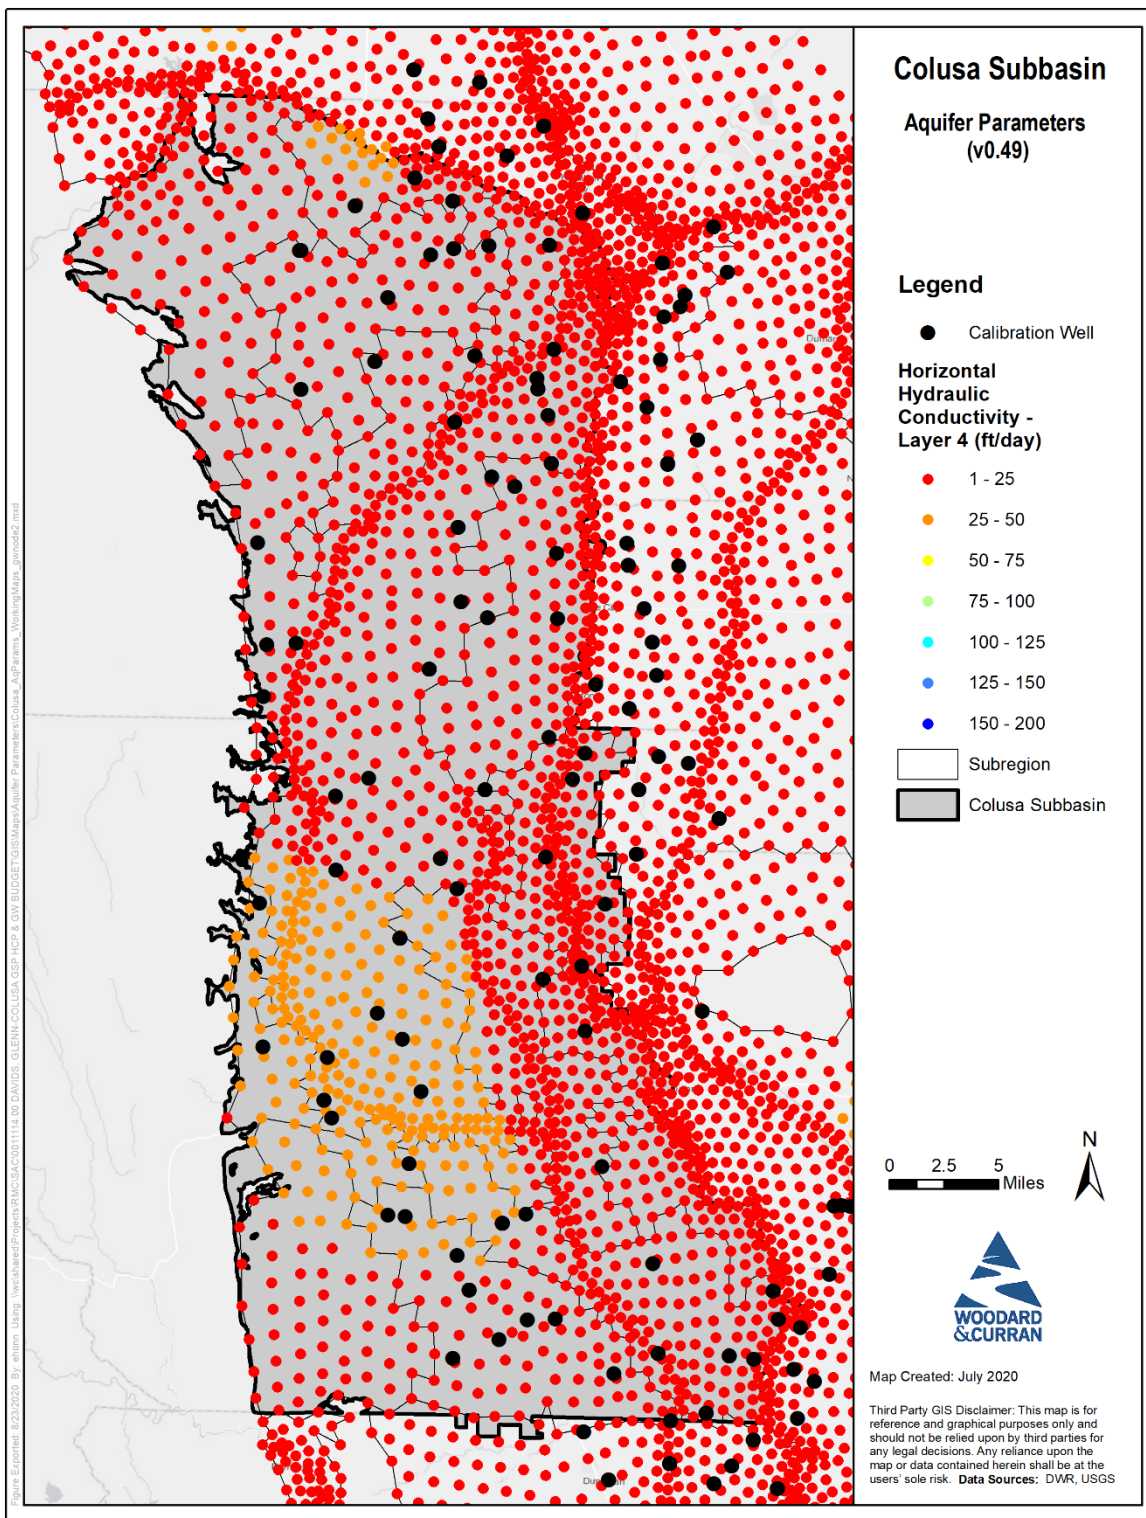 Colusa Subbasin
Aquifer Parameters
(v0.49)
Legend
Calibration Well
Horizontal
Hydraulic
Conductivity -
Layer 4 (ft/day)
1 - 25
25 - 50
50 - 75
75 - 100
100 - 125
125 - 150
150 - 200
Subregion
Colusa Subbasin
N
0 2.5 5
Miles
WOODARD
&CURRAN
Map Created: July 2020
Third Party GIS Disclaimer: This map is for
reference and graphical purposes only and
should not be relied upon by third parties for
any legal decisions. Any reliance upon the
map or data contained herein shall be at the
users' sole risk. Data Sources: DWR, USGS